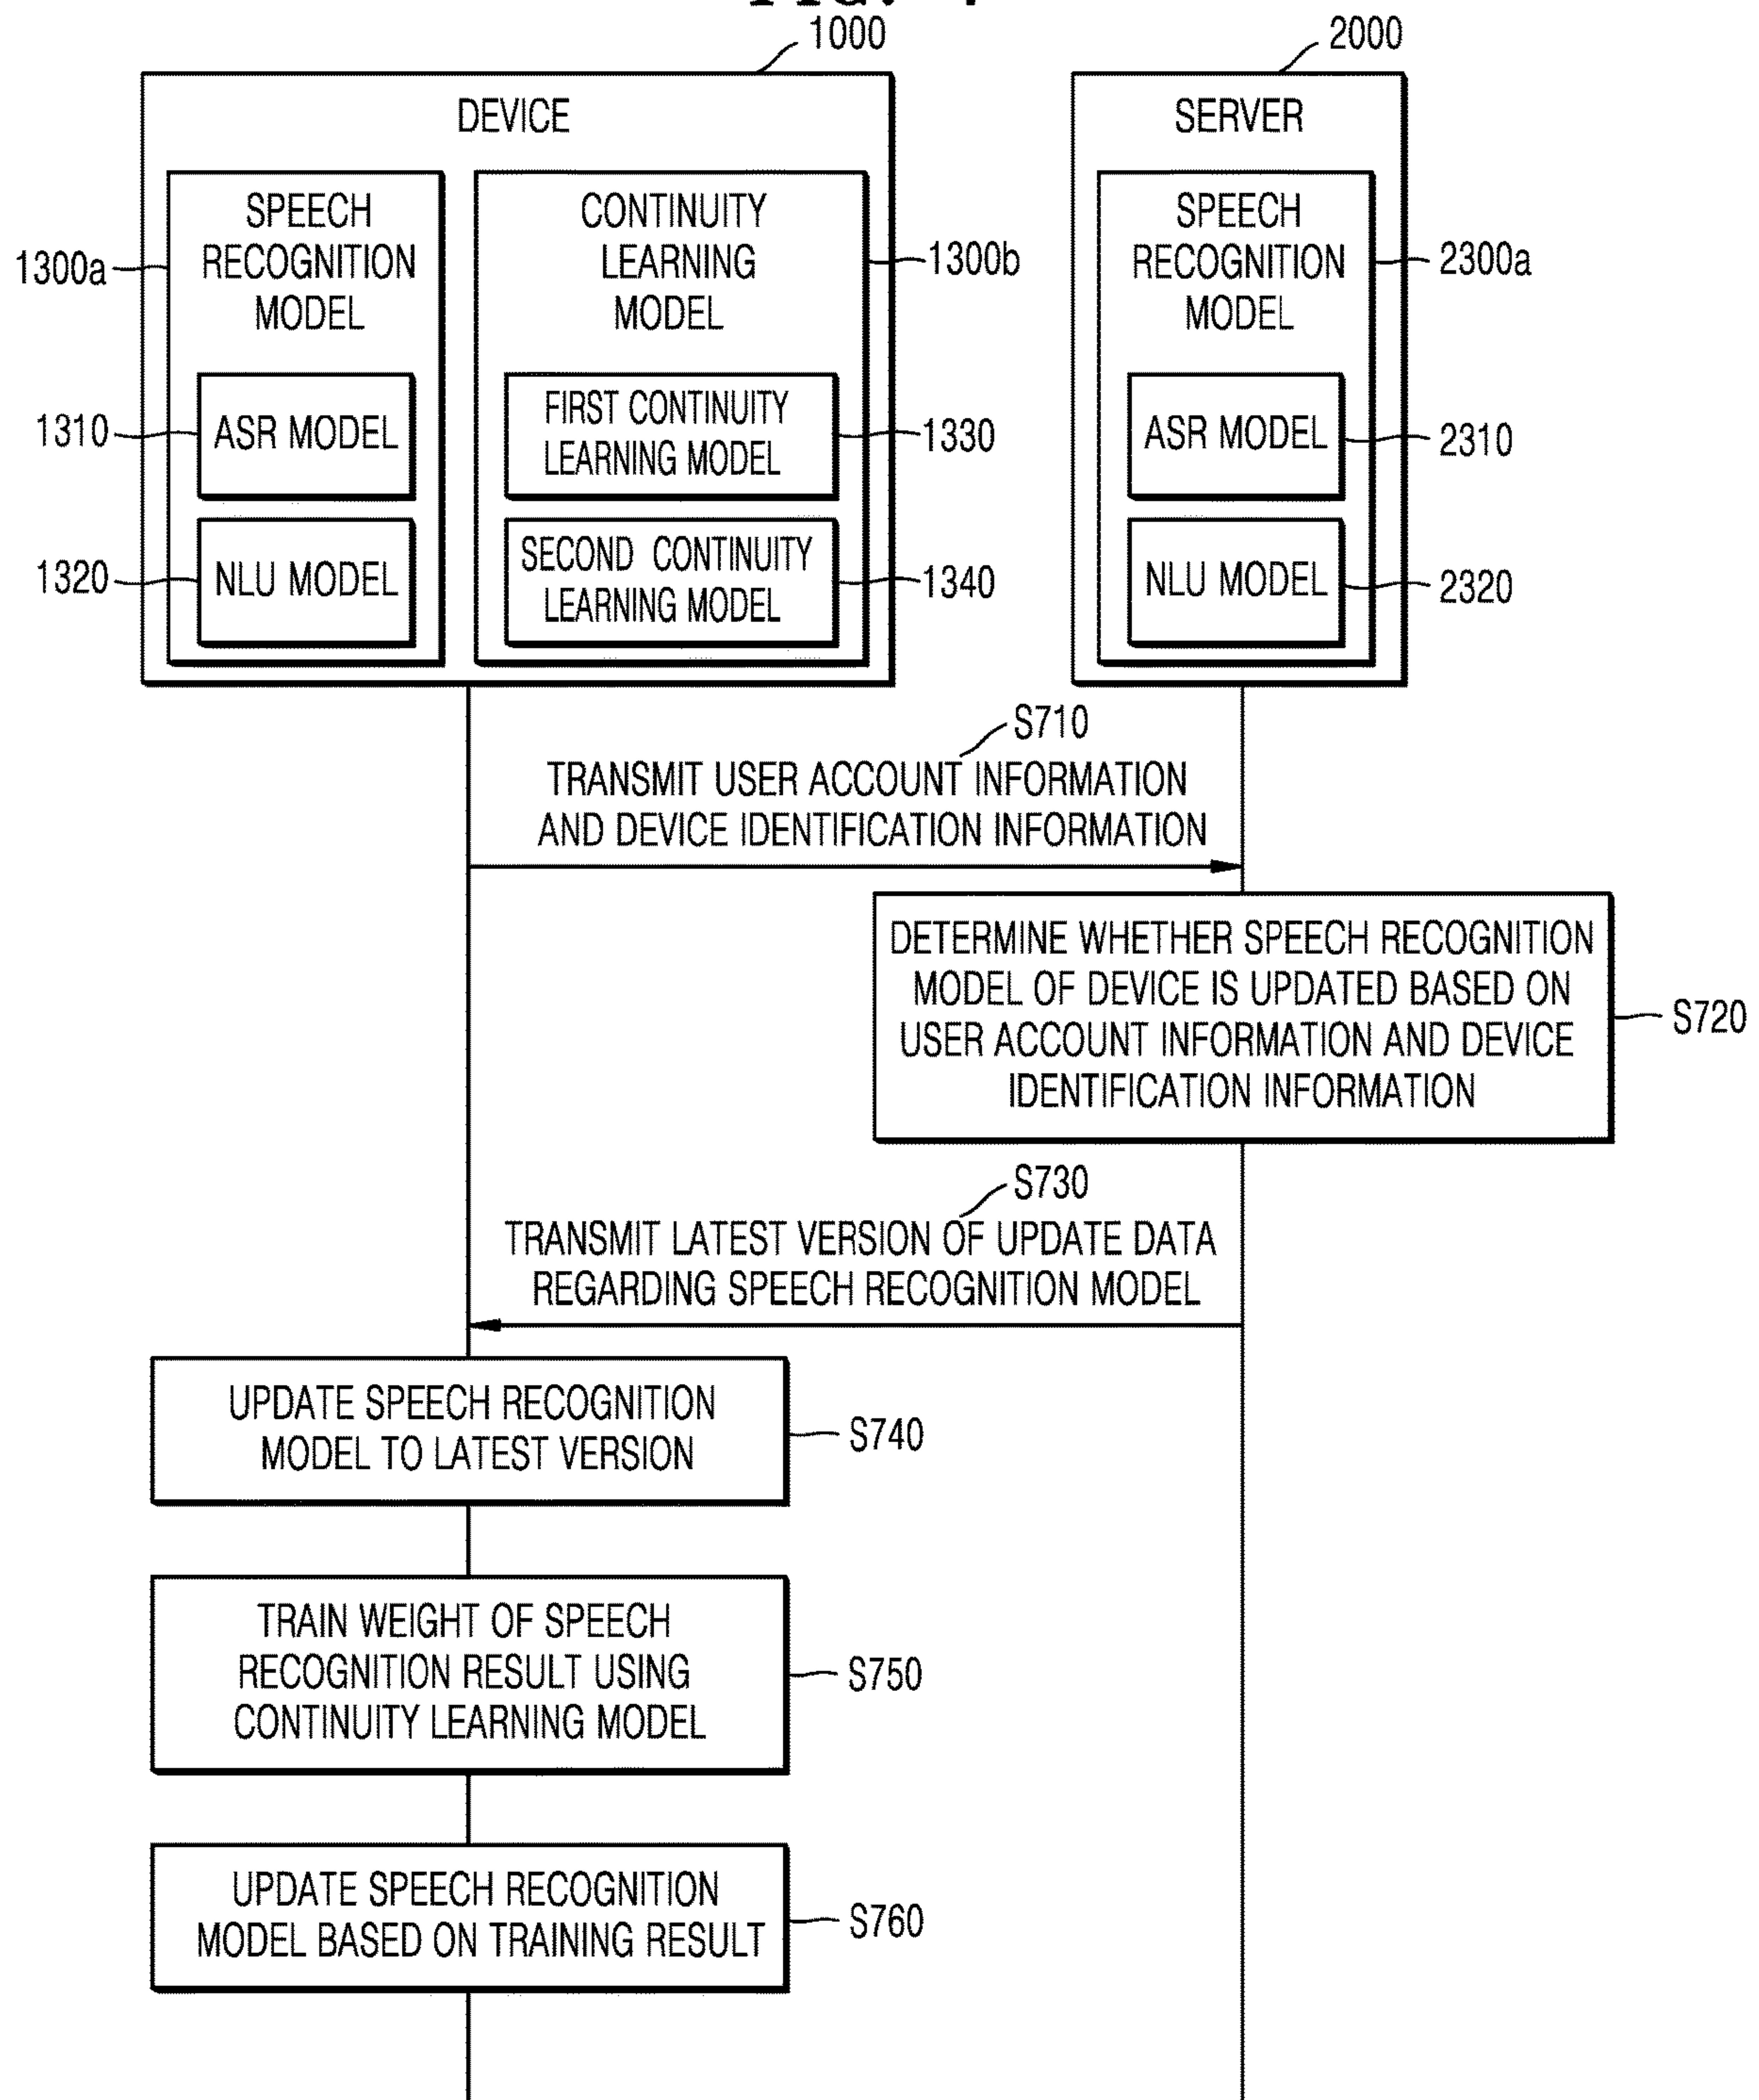 1000
2000
DEVICE
SERVER
SPEECH
RECOGNITION
MODEL
1300a
CONTINUITY
LEARNING
MODEL
1300b
SPEECH
RECOGNITION
MODEL
2300a
1310
ASR MODEL
FIRST CONTINUITY
LEARNING MODEL
1330
ASR MODEL
2310
1320
NLU MODEL
SECOND CONTINUITY
LEARNING MODEL
1340
NLU MODEL
2320
S710
TRANSMIT USER ACCOUNT INFORMATION
AND DEVICE IDENTIFICATION INFORMATION
DETERMINE WHETHER SPEECH RECOGNITION
MODEL OF DEVICE IS UPDATED BASED ON
USER ACCOUNT INFORMATION AND DEVICE
IDENTIFICATION INFORMATION
S720
S730
TRANSMIT LATEST VERSION OF UPDATE DATA
REGARDING SPEECH RECOGNITION MODEL
UPDATE SPEECH RECOGNITION
MODEL TO LATEST VERSION
S740
TRAIN WEIGHT OF SPEECH
RECOGNITION RESULT USING
CONTINUITY LEARNING MODEL
S750
UPDATE SPEECH RECOGNITION
MODEL BASED ON TRAINING RESULT
S760